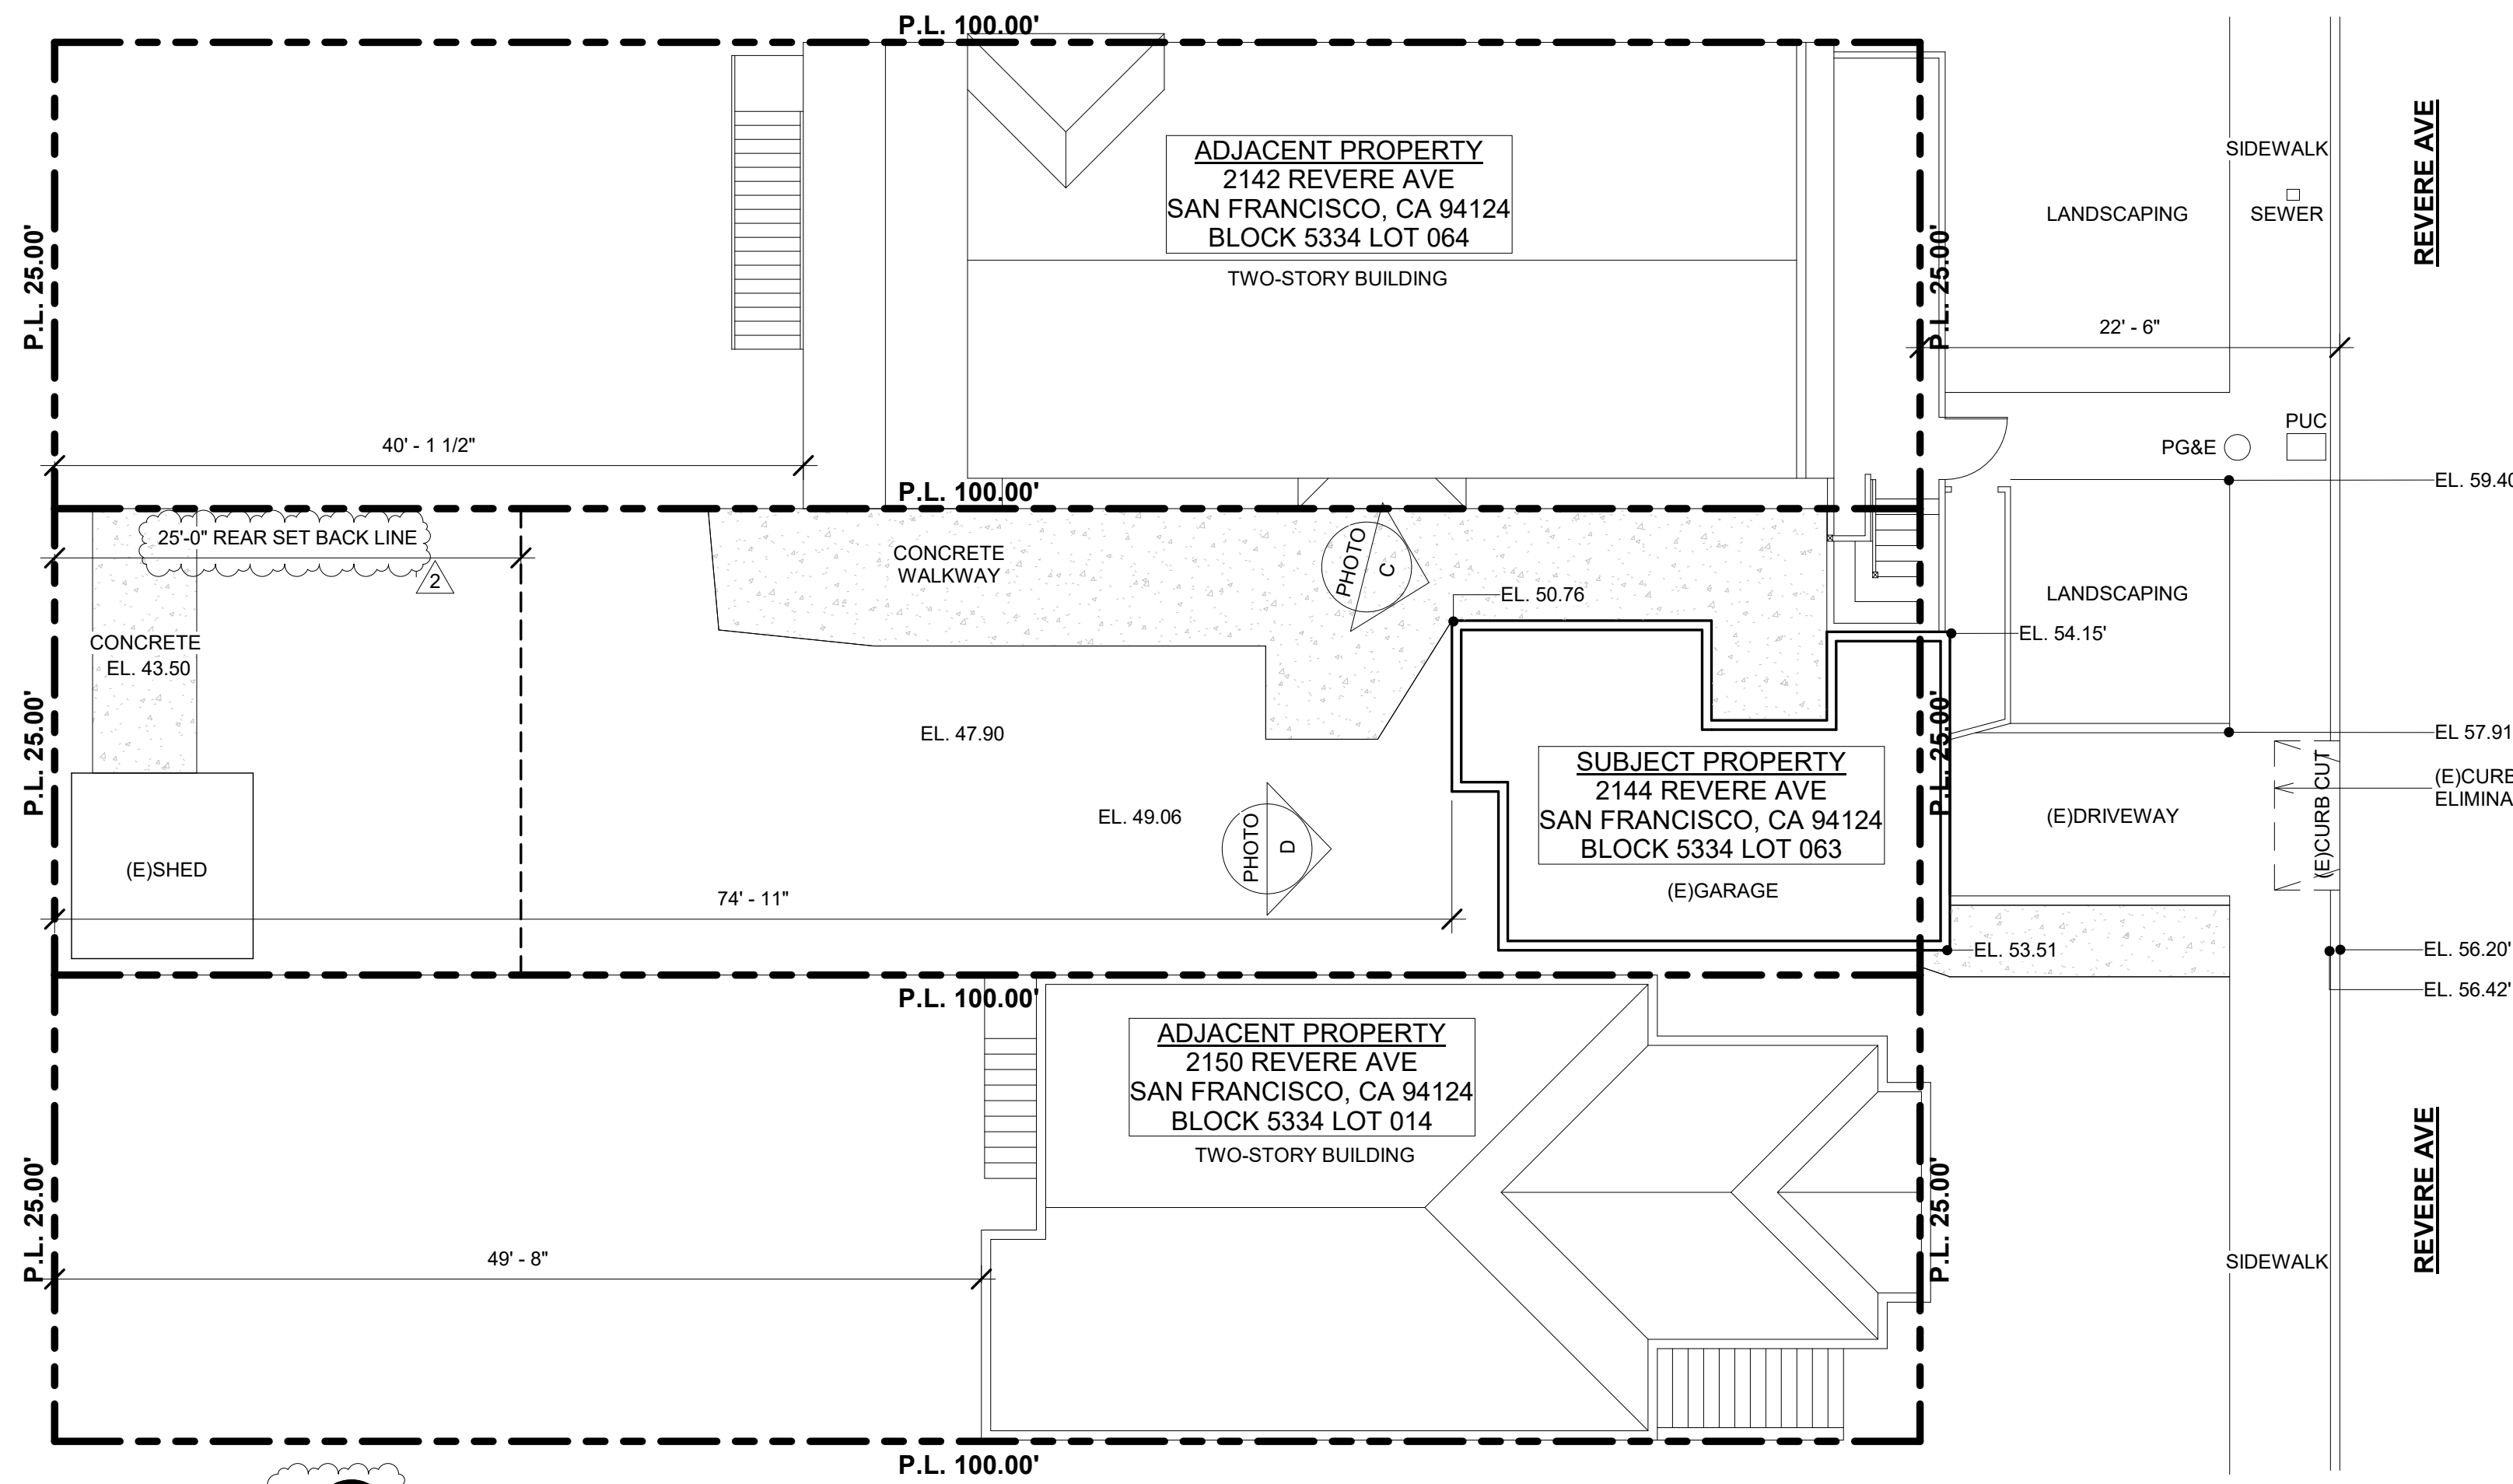 P.L. 100.00'
ADJACENT PROPERTY
2142 REVERE AVE
SAN FRANCISCO, CA 94124
BLOCK 5334 LOT 064
TWO-STORY BUILDING
P.L. 25.00'
P.L. 25.00'
LANDSCAPING
SIDEWALK
SEWER
REVERE AVE
22' - 6"
40' - 1 1/2"
PUC
PG&E
EL. 59.40
P.L. 100.00'
25'-0" REAR SET BACK LINE
2
CONCRETE
WALKWAY
PHOTO
C
EL. 50.76
LANDSCAPING
EL. 54.15'
CONCRETE
EL. 43.50
P.L. 25.00'
P.L. 25.00'
EL. 47.90
EL. 49.06
PHOTO
D
SUBJECT PROPERTY
2144 REVERE AVE
SAN FRANCISCO, CA 94124
BLOCK 5334 LOT 063
(E)GARAGE
EL 57.91
(E)CURB
ELIMINA
(E)DRIVEWAY
(E)CURB CUT
(E)SHED
74' - 11"
EL. 53.51
EL. 56.20'
EL. 56.42'
P.L. 100.00'
ADJACENT PROPERTY
2150 REVERE AVE
SAN FRANCISCO, CA 94124
BLOCK 5334 LOT 014
TWO-STORY BUILDING
P.L. 25.00'
P.L. 25.00'
49' - 8"
SIDEWALK
REVERE AVE
P.L. 100.00'